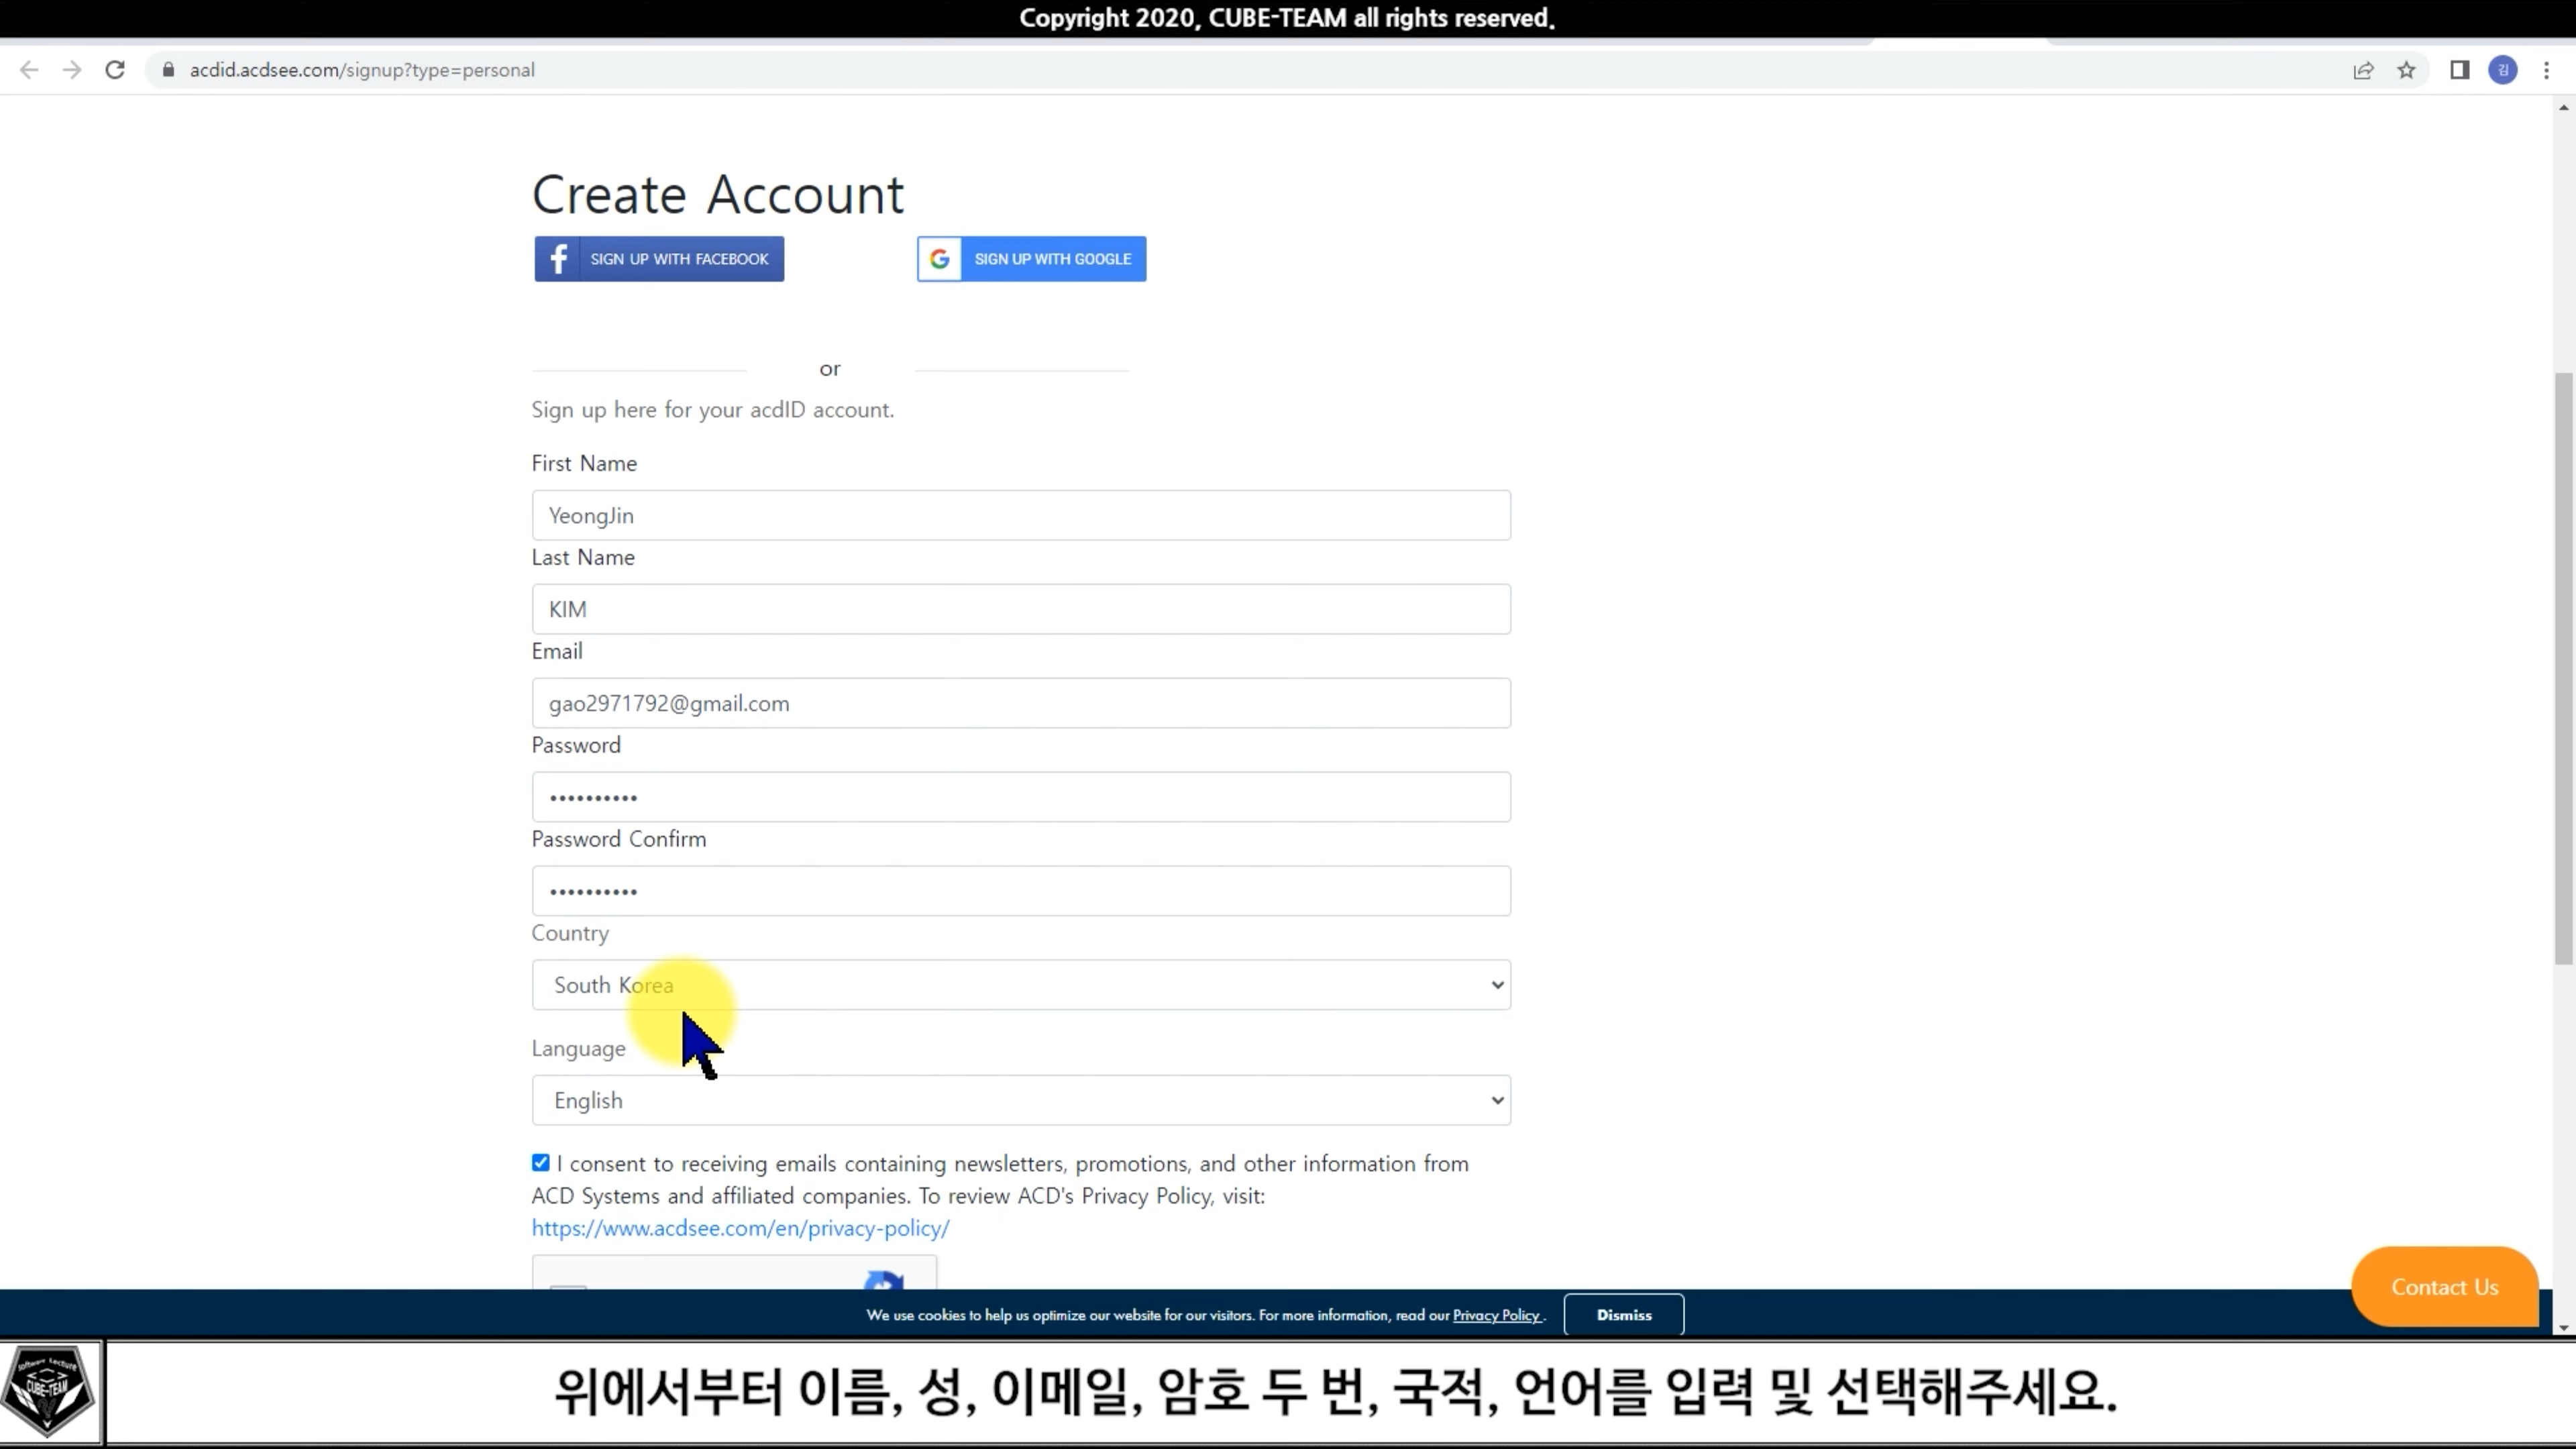 Copyright 2020, CUBE-TEAM all rights reserved.
acdid.acdsee.com/signup?type=personal
김
Create Account
SIGN UP WITH FACEBOOK
SIGN UP WITH GOOGLE
or
Sign up here for your acdID account.
First Name
YeongJin
Last Name
KIM
Email
gao2971792@gmail.com
Password
••••••••••
Password Confirm
••••••••••
Country
South Korea
Language
English
I consent to receiving emails containing newsletters, promotions, and other information from
ACD Systems and affiliated companies. To review ACD's Privacy Policy, visit:
https://www.acdsee.com/en/privacy-policy/
Contact Us
We use cookies to help us optimize our website for our visitors. For more information, read our Privacy Policy .
Dismiss
Software Lecture
CUBE-TEAM
위에서부터 이름, 성, 이메일, 암호 두 번, 국적, 언어를 입력 및 선택해주세요.